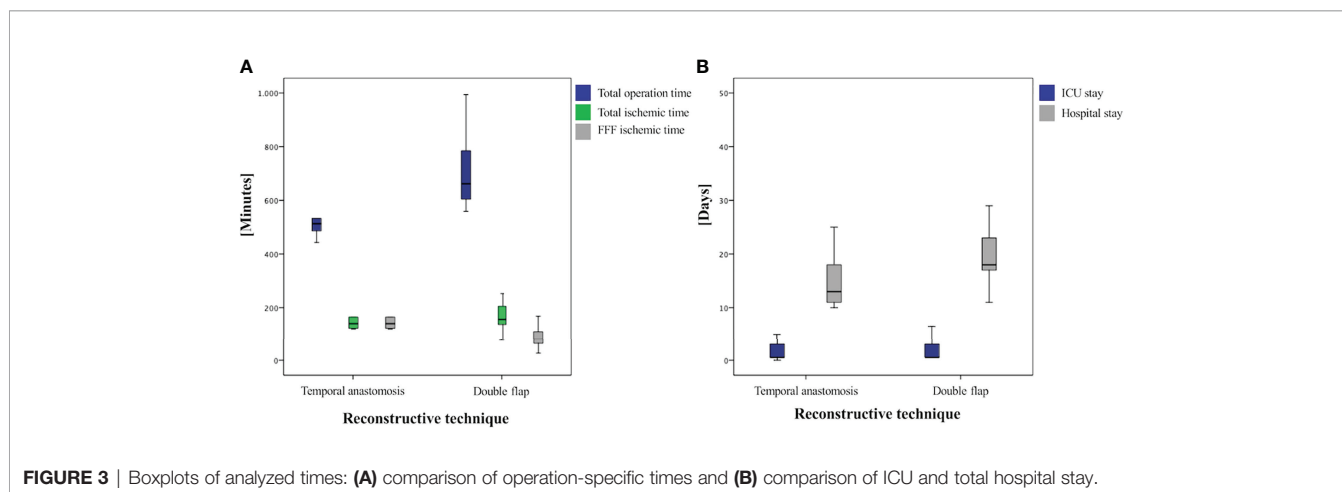 A
[Minutes]
1.000
800
600
400
200
0
Temporal anastomosis
Double flap
Reconstructive technique
Total operation time
Total ischemic time
FFF ischemic time
B
[Days]
50
40
30
20
10
0
Temporal anastomosis
Double flap
Reconstructive technique
ICU stay
Hospital stay
FIGURE 3 | Boxplots of analyzed times: (A) comparison of operation-specific times and (B) comparison of ICU and total hospital stay.